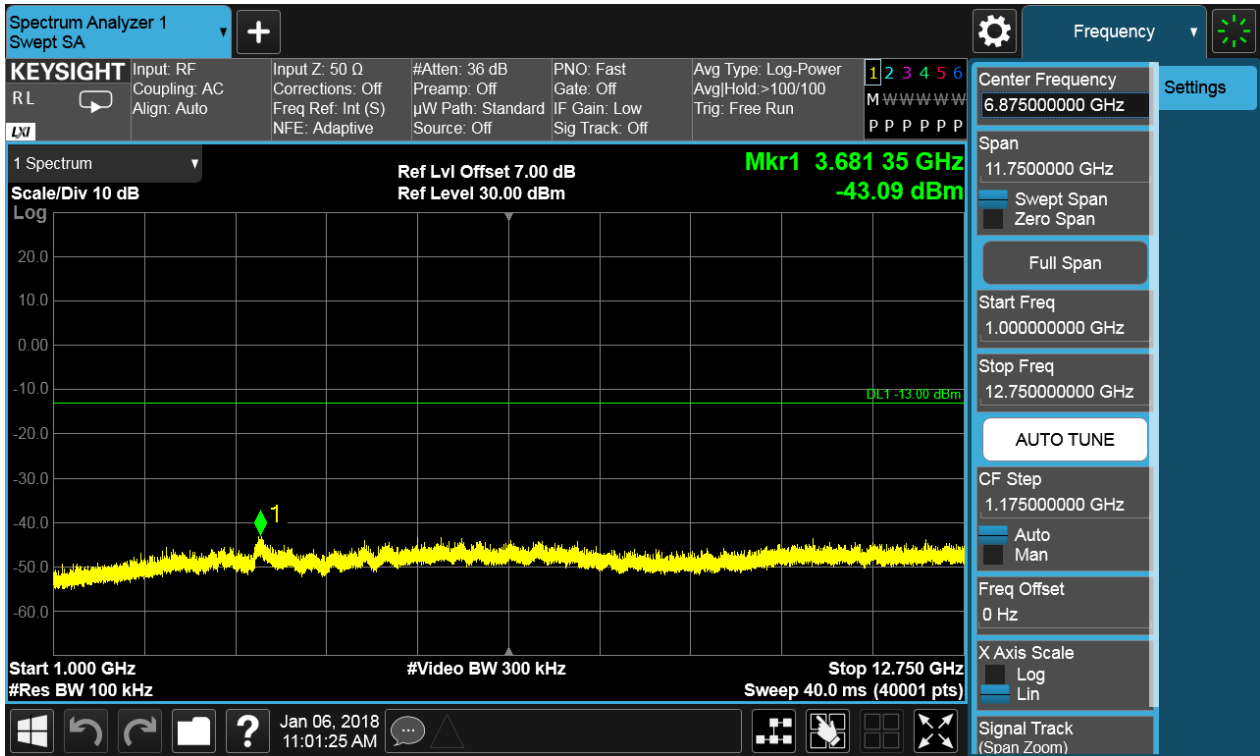 Spectrum Analyzer 1
Swept SA
+
Frequency
KEYSIGHT
RL
LXI
Input: RF
Coupling: AC
Align: Auto
Input Z: 50 Ω
Corrections: Off
Freq Ref: Int (S)
NFE: Adaptive
#Atten: 36 dB
Preamp: Off
µW Path: Standard
Source: Off
PNO: Fast
Gate: Off
IF Gain: Low
Sig Track: Off
Avg Type: Log-Power
Avg|Hold:>100/100
Trig: Free Run
1 2 3 4 5 6
M W W W W W
P P P P P P
1 Spectrum
Scale/Div 10 dB
Log
Ref Lvl Offset 7.00 dB
Ref Level 30.00 dBm
Mkr1 3.681 35 GHz
-43.09 dBm
20.0
10.0
0.00
-10.0
-20.0
-30.0
-40.0
-50.0
-60.0
DL1 -13.00 dBm
1
Start 1.000 GHz
#Res BW 100 kHz
#Video BW 300 kHz
Stop 12.750 GHz
Sweep 40.0 ms (40001 pts)
Center Frequency
6.875000000 GHz
Span
11.7500000 GHz
Swept Span
Zero Span
Full Span
Start Freq
1.000000000 GHz
Stop Freq
12.750000000 GHz
AUTO TUNE
CF Step
1.175000000 GHz
Auto
Man
Freq Offset
0 Hz
X Axis Scale
Log
Lin
Signal Track
(Span Zoom)
Settings
?
Jan 06, 2018
11:01:25 AM